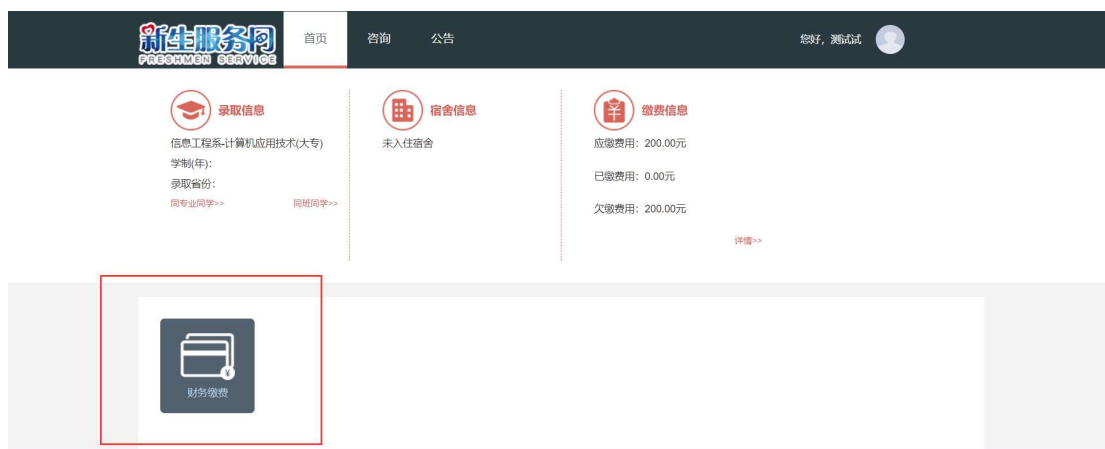 新生服务网
FRESHMEN SERVICE
首页
咨询
公告
您好，测试试
录取信息
信息工程系-计算机应用技术(大专)
学制(年):
录取省份:
同专业同学>>
同班同学>>
宿舍信息
未入住宿舍
缴费信息
应缴费用：200.00元
已缴费用：0.00元
欠缴费用：200.00元
详情>>
财务缴费